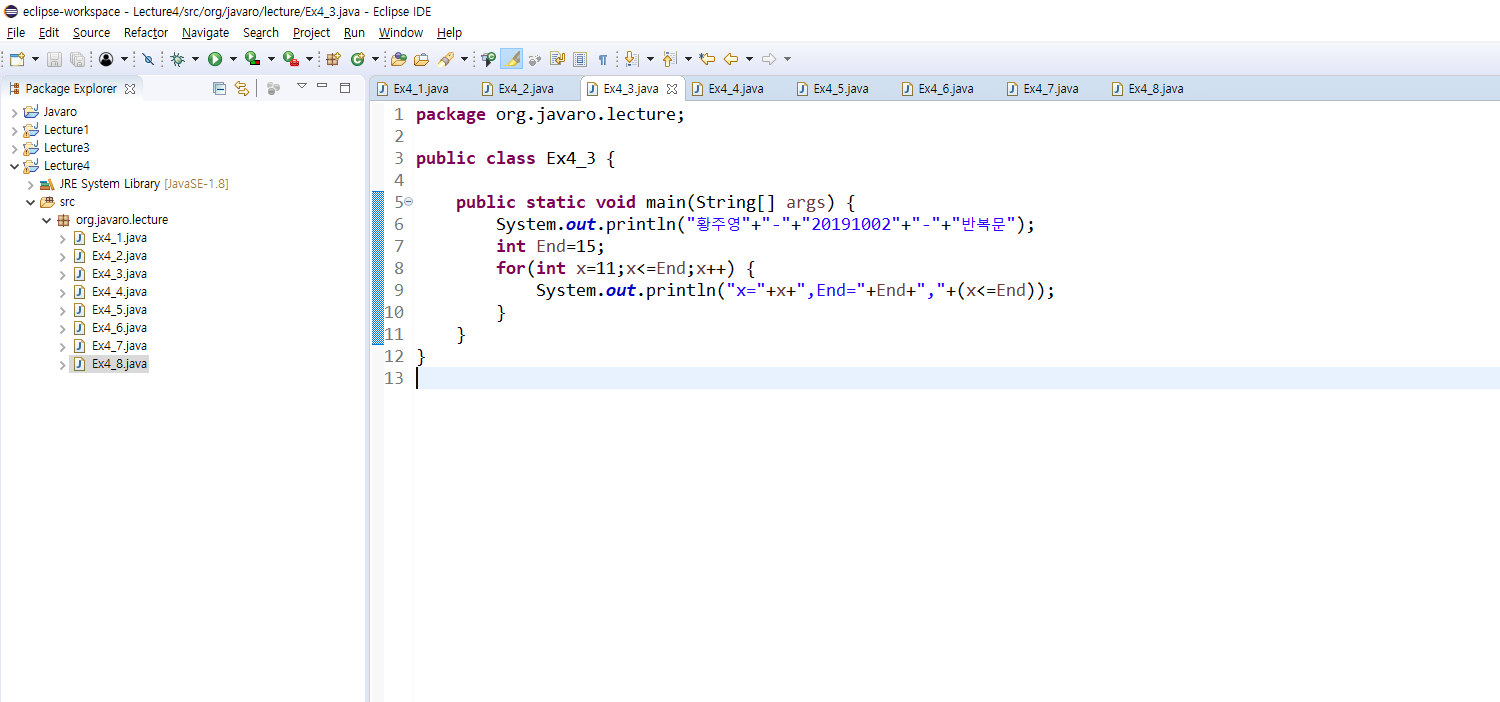 eclipse-workspace - Lecture4/src/org/javaro/lecture/Ex4_3.java - Eclipse IDE
File Edit Source Refactor Navigate Search Project Run Window Help
Package Explorer
Javaro
Lecture1
Lecture3
Lecture4
JRE System Library [JavaSE-1.8]
src
org.javaro.lecture
Ex4_1.java
Ex4_2.java
Ex4_3.java
Ex4_4.java
Ex4_5.java
Ex4_6.java
Ex4_7.java
Ex4_8.java
Ex4_1.java Ex4_2.java Ex4_3.java Ex4_4.java Ex4_5.java Ex4_6.java Ex4_7.java Ex4_8.java
1 package org.javaro.lecture;
2
3 public class Ex4_3 {
4
5 public static void main(String[] args) {
6 System.out.println("황주영"+"-"+"20191002"+"-"+"반복문");
7 int End=15;
8 for(int x=11;x<=End;x++) {
9 System.out.println("x="+x+",End="+End+","+(x<=End));
10 }
11 }
12 }
13